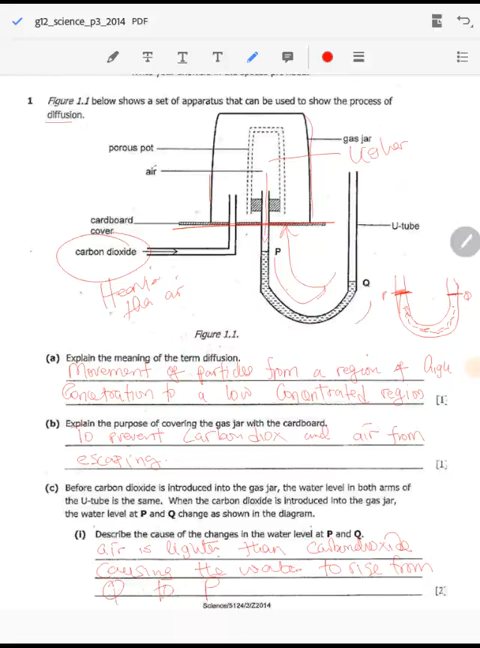 g12_science_p3_2014 PDF
1 Figure 1.1 below shows a set of apparatus that can be used to show the process of
diffusion.
porous pot
gas jar
Lighter
air
cardboard
cover
U-tube
carbon dioxide
P
Q
P
Q
Heavier
tha air
Figure 1.1.
(a) Explain the meaning of the term diffusion.
Movement of particles from a region of high
Concetration to a low Concentrated region
[1]
(b) Explain the purpose of covering the gas jar with the cardboard.
To prevent Carbondiox and air from
escaping.
[1]
(c) Before carbon dioxide is introduced into the gas jar, the water level in both arms of
the U-tube is the same. When the carbon dioxide is introduced into the gas jar,
the water level at P and Q change as shown in the diagram.
(i) Describe the cause of the changes in the water level at P and Q.
air is lighter than Carbondioxide
Causing the water to rise from
Q to P
[2]
Science/5124/2/Z2014